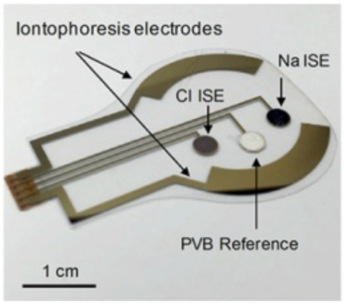 Iontophoresis electrodes
Na ISE
Cl ISE
PVB Reference
1 cm